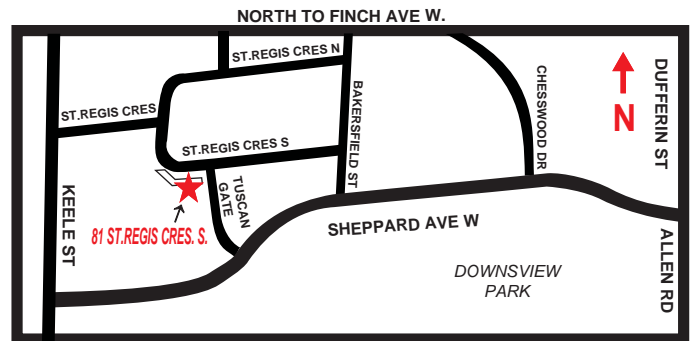 NORTH TO FINCH AVE W.
ST.REGIS CRES N
ST.REGIS CRES
ST.REGIS CRES S
BAKERSFIELD ST
CHESSWOOD DR
N
DUFFERIN ST
KEELE ST
81 ST.REGIS CRES. S.
TUSCAN
GATE
SHEPPARD AVE W
ALLEN RD
DOWNSVIEW
PARK